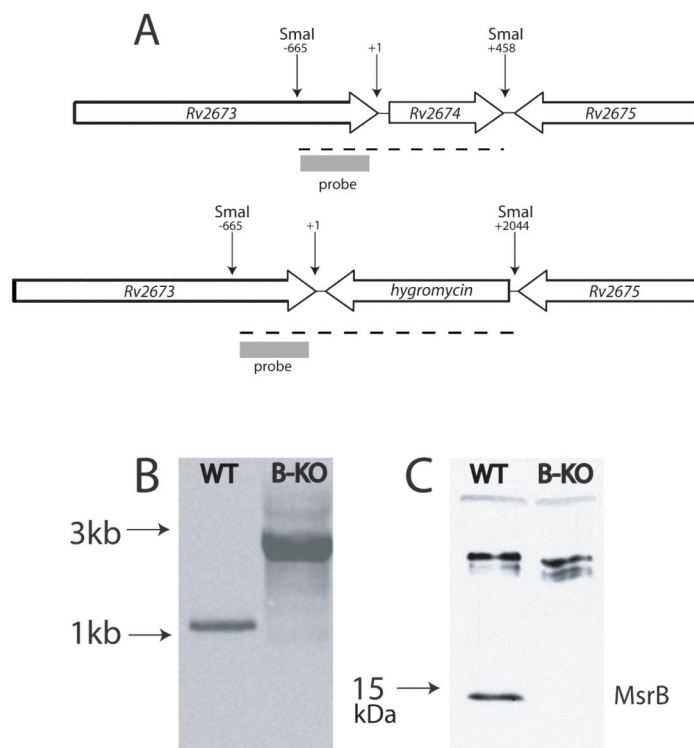 A
SmaI
-665
+1
SmaI
+458
Rv2673
Rv2674
Rv2675
probe
SmaI
-665
+1
SmaI
+2044
Rv2673
hygromycin
Rv2675
probe
B
WT
B-KO
3kb
1kb
C
WT
B-KO
15
kDa
MsrB